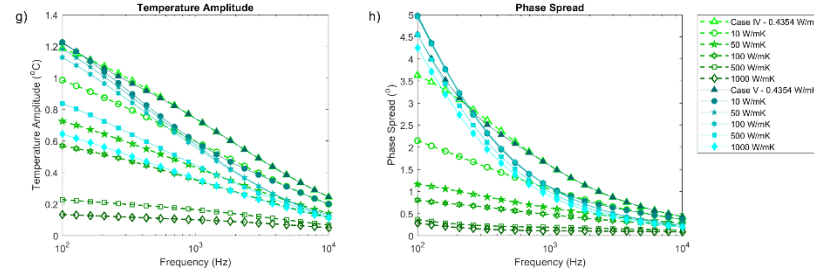 g)
Temperature Amplitude
Temperature Amplitude (⁰C)
1.4
1.2
1
0.8
0.6
0.4
0.2
0
10²
10³
10⁴
Frequency (Hz)
h)
Phase Spread
Phase Spread (⁰)
5
4.5
4
3.5
3
2.5
2
1.5
1
0.5
0
10²
10³
10⁴
Frequency (Hz)
Case IV - 0.4354 W/m
10 W/mK
50 W/mK
100 W/mK
500 W/mK
1000 W/mK
Case V - 0.4354 W/m
10 W/mK
50 W/mK
100 W/mK
500 W/mK
1000 W/mK